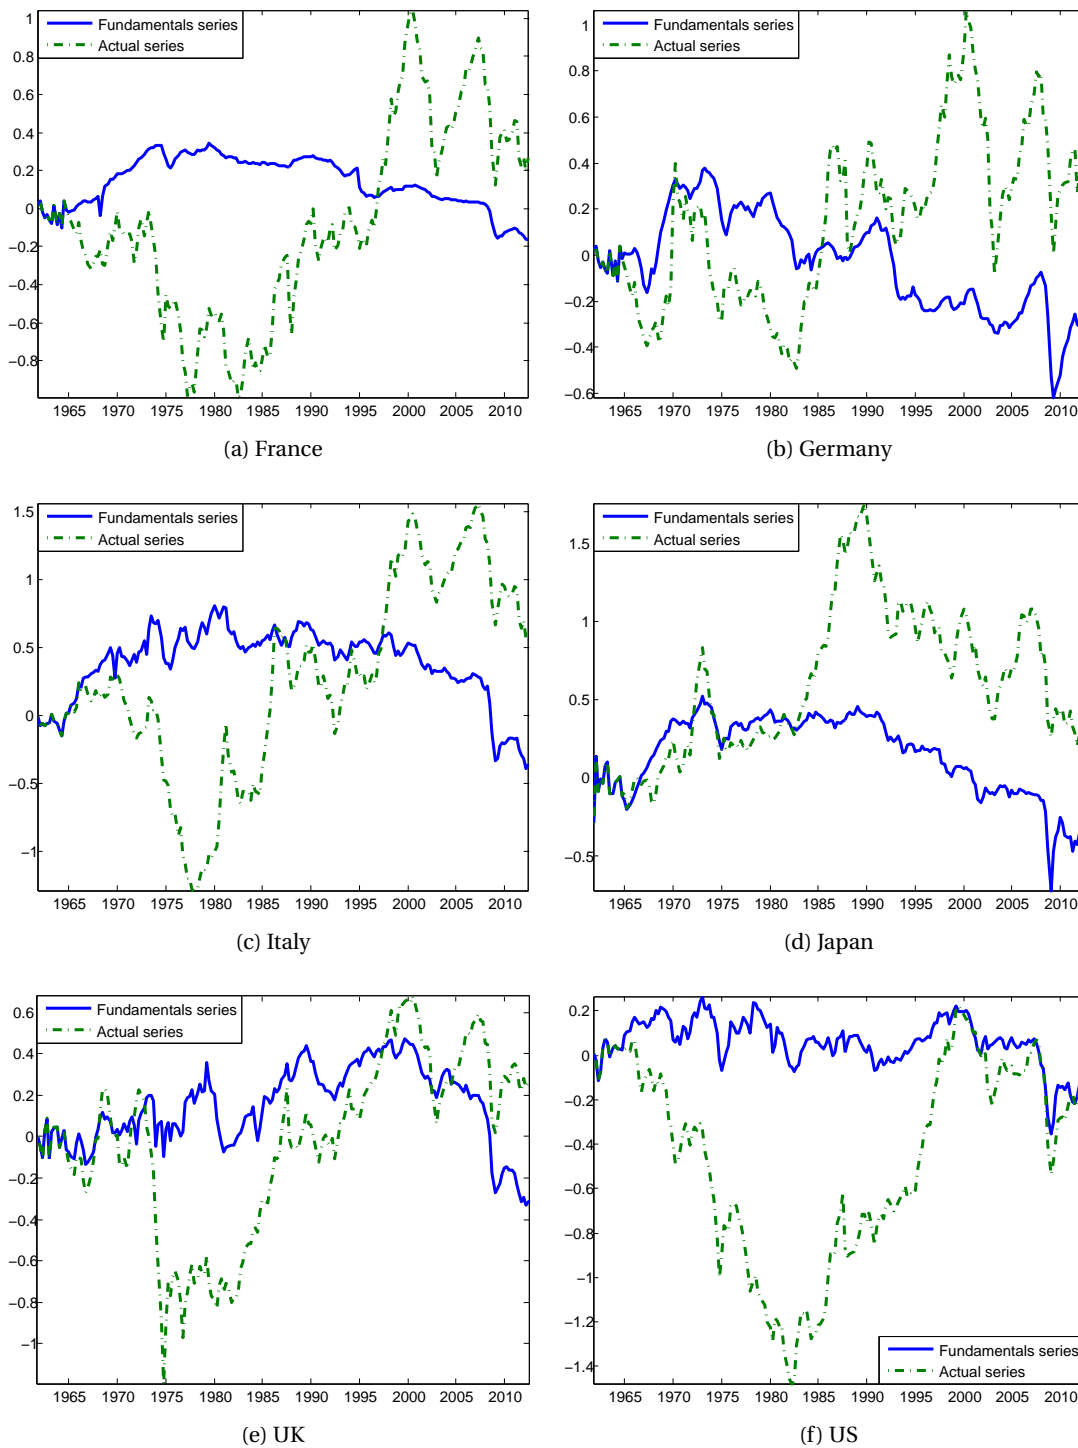 Fundamentals series
Actual series
1
0.8
0.6
0.4
0.2
0
−0.2
−0.4
−0.6
−0.8
1965 1970 1975 1980 1985 1990 1995 2000 2005 2010
(a) France
Fundamentals series
Actual series
1
0.8
0.6
0.4
0.2
0
−0.2
−0.4
−0.6
1965 1970 1975 1980 1985 1990 1995 2000 2005 2010
(b) Germany
Fundamentals series
Actual series
1.5
1
0.5
0
−0.5
−1
1965 1970 1975 1980 1985 1990 1995 2000 2005 2010
(c) Italy
Fundamentals series
Actual series
1.5
1
0.5
0
−0.5
1965 1970 1975 1980 1985 1990 1995 2000 2005 2010
(d) Japan
Fundamentals series
Actual series
0.6
0.4
0.2
0
−0.2
−0.4
−0.6
−0.8
−1
1965 1970 1975 1980 1985 1990 1995 2000 2005 2010
(e) UK
0.2
0
−0.2
−0.4
−0.6
−0.8
−1
−1.2
−1.4
Fundamentals series
Actual series
1965 1970 1975 1980 1985 1990 1995 2000 2005 2010
(f) US